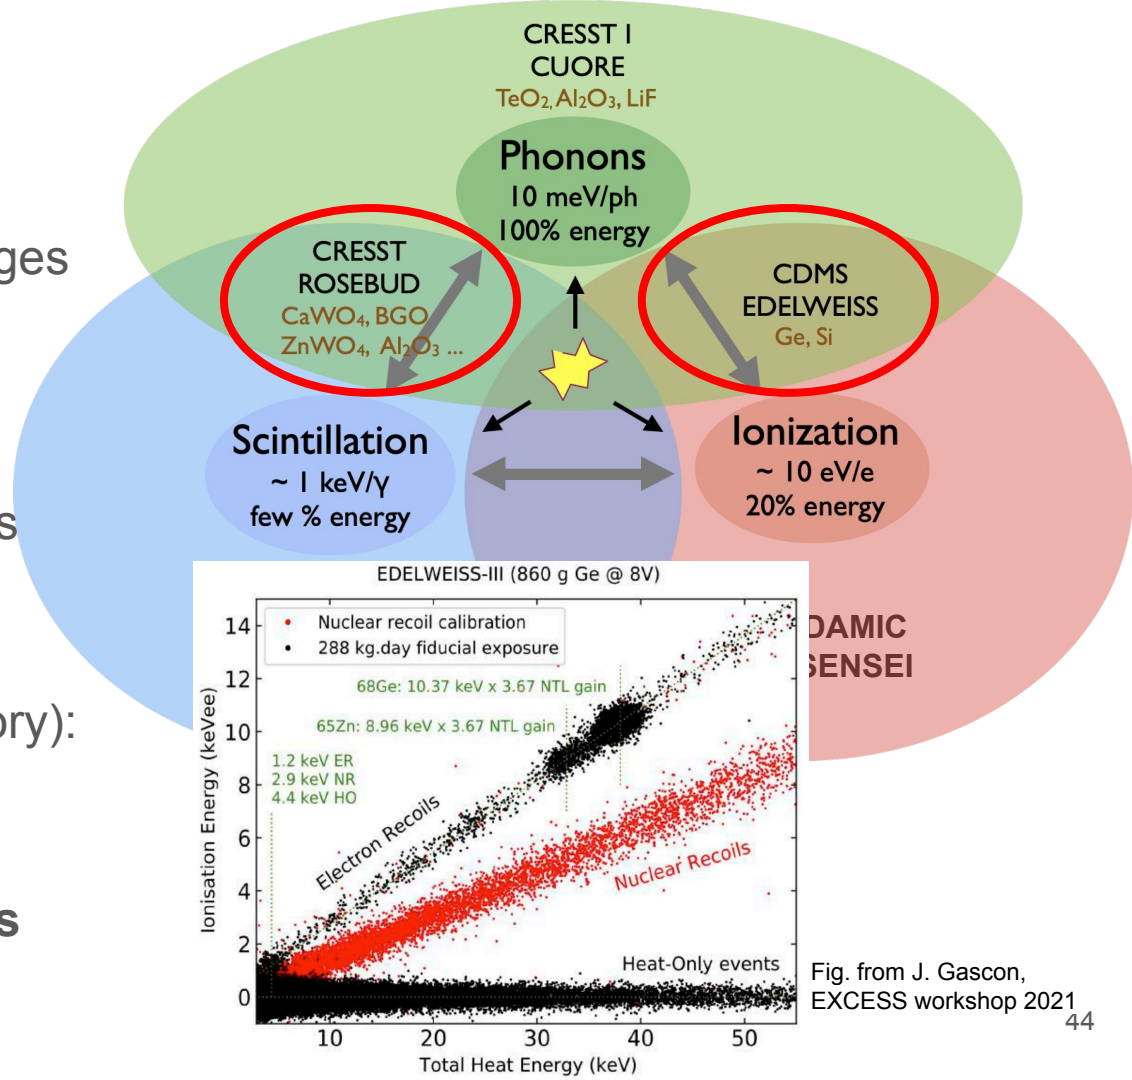 CRESST I
CUORE
TeO₂, Al₂O₃, LiF
Phonons
10 meV/ph
100% energy
ges
CRESST
ROSEBUD
CaWO₄, BGO
ZnWO₄, Al₂O₃ ...
CDMS
EDELWEISS
Ge, Si
Scintillation
~ 1 keV/γ
few % energy
Ionization
~ 10 eV/e
20% energy
s
DAMIC
SENSEI
ory):
s
EDELWEISS-III (860 g Ge @ 8V)
Nuclear recoil calibration
288 kg.day fiducial exposure
68Ge: 10.37 keV x 3.67 NTL gain
65Zn: 8.96 keV x 3.67 NTL gain
1.2 keV ER
2.9 keV NR
4.4 keV HO
Electron Recoils
Nuclear Recoils
Heat-Only events
Ionisation Energy (keVee)
14
12
10
8
6
4
2
0
10 20 30 40 50
Total Heat Energy (keV)
Fig. from J. Gascon,
EXCESS workshop 2021
44